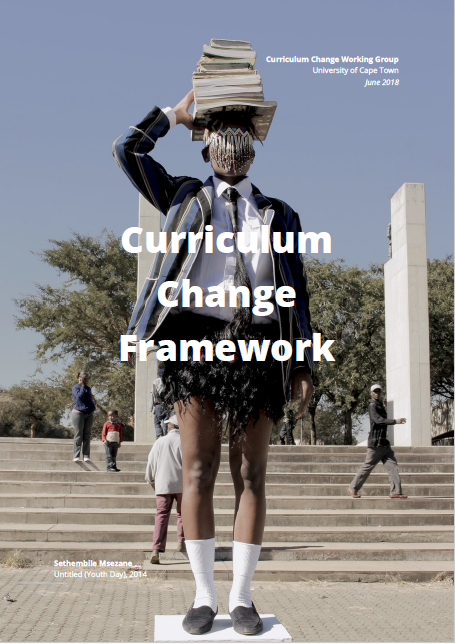 Curriculum Change Working Group
University of Cape Town
June 2018
Curriculum
Change
Framework
Sethembile Msezane
Untitled (Youth Day), 2014